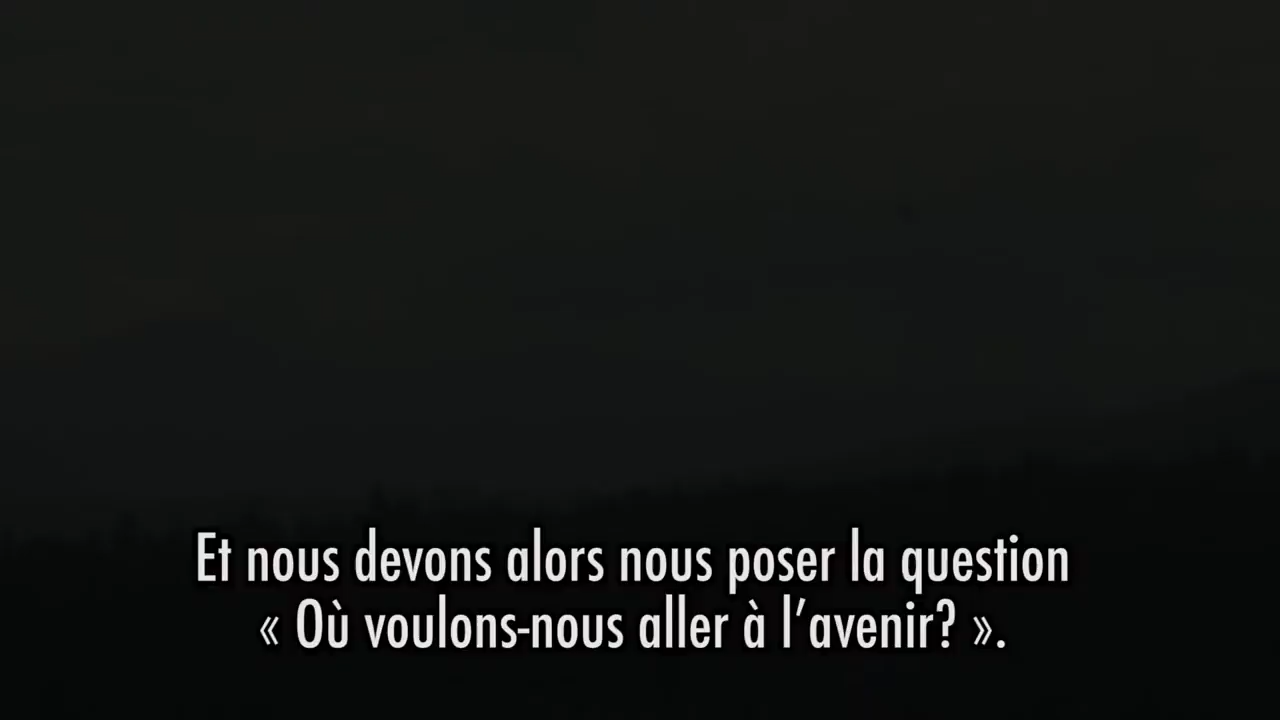 Et nous devons alors nous poser la question
« Où voulons-nous aller à l’avenir? ».